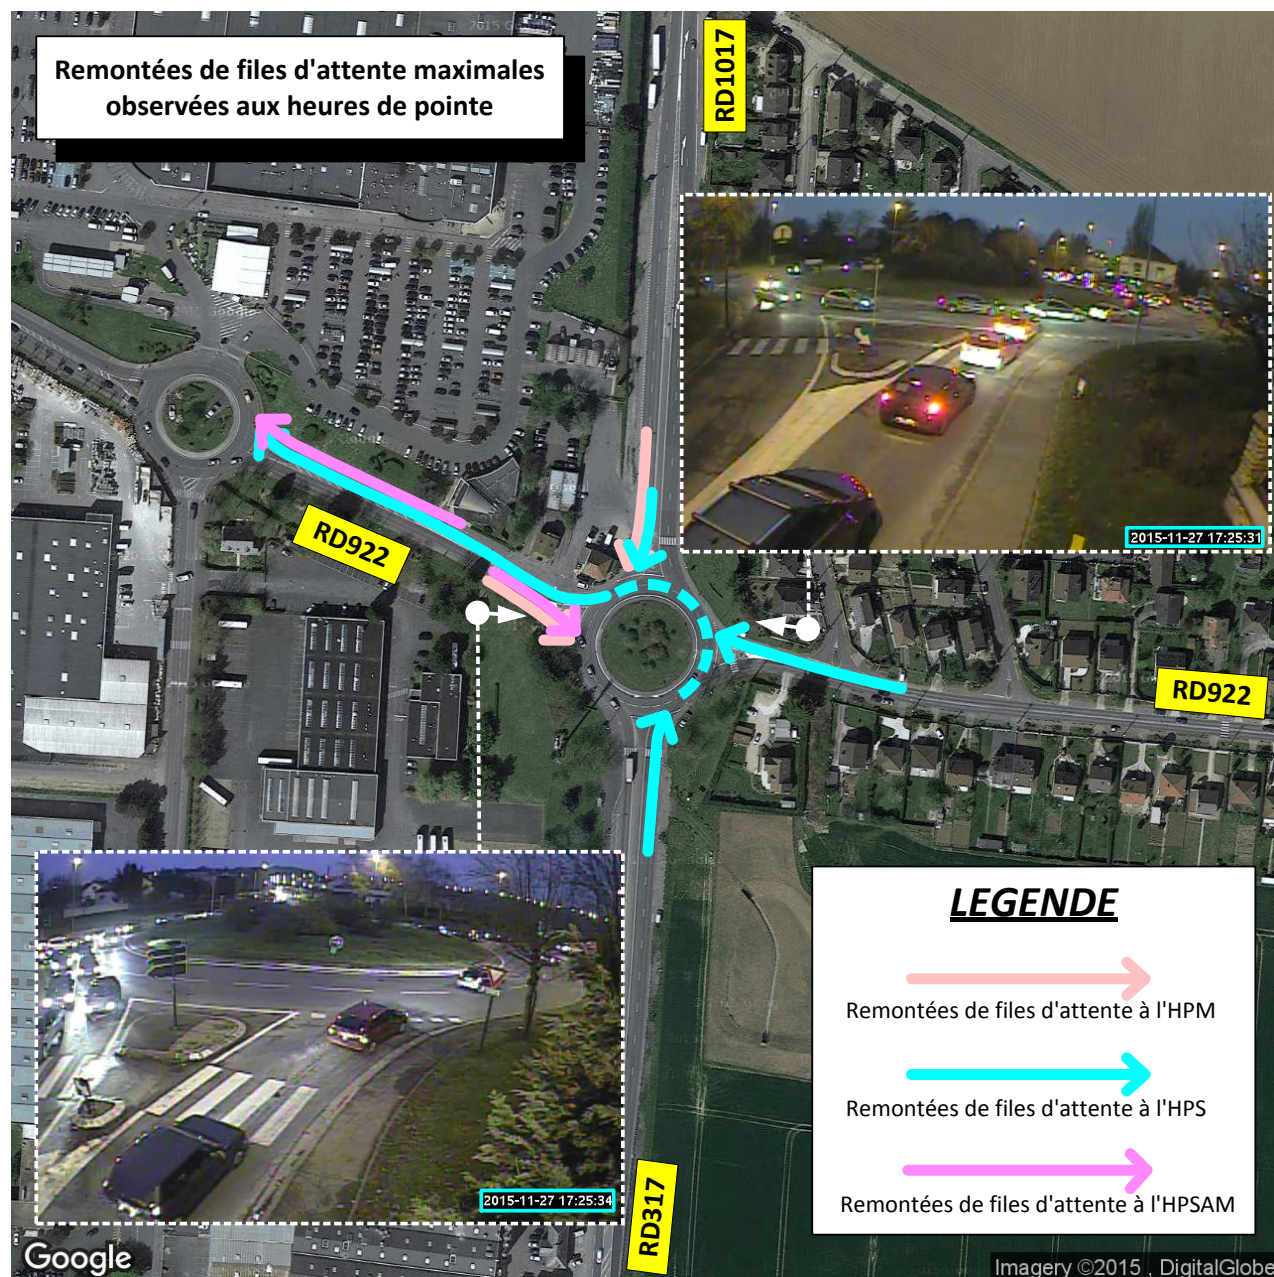 Remontées de files d'attente maximales
observées aux heures de pointe
RD1017
2015-11-27 17:25:31
RD922
RD922
2015-11-27 17:25:34
RD317
LEGENDE
Remontées de files d'attente à l'HPM
Remontées de files d'attente à l'HPS
Remontées de files d'attente à l'HPSAM
Google
Imagery ©2015 , DigitalGlobe